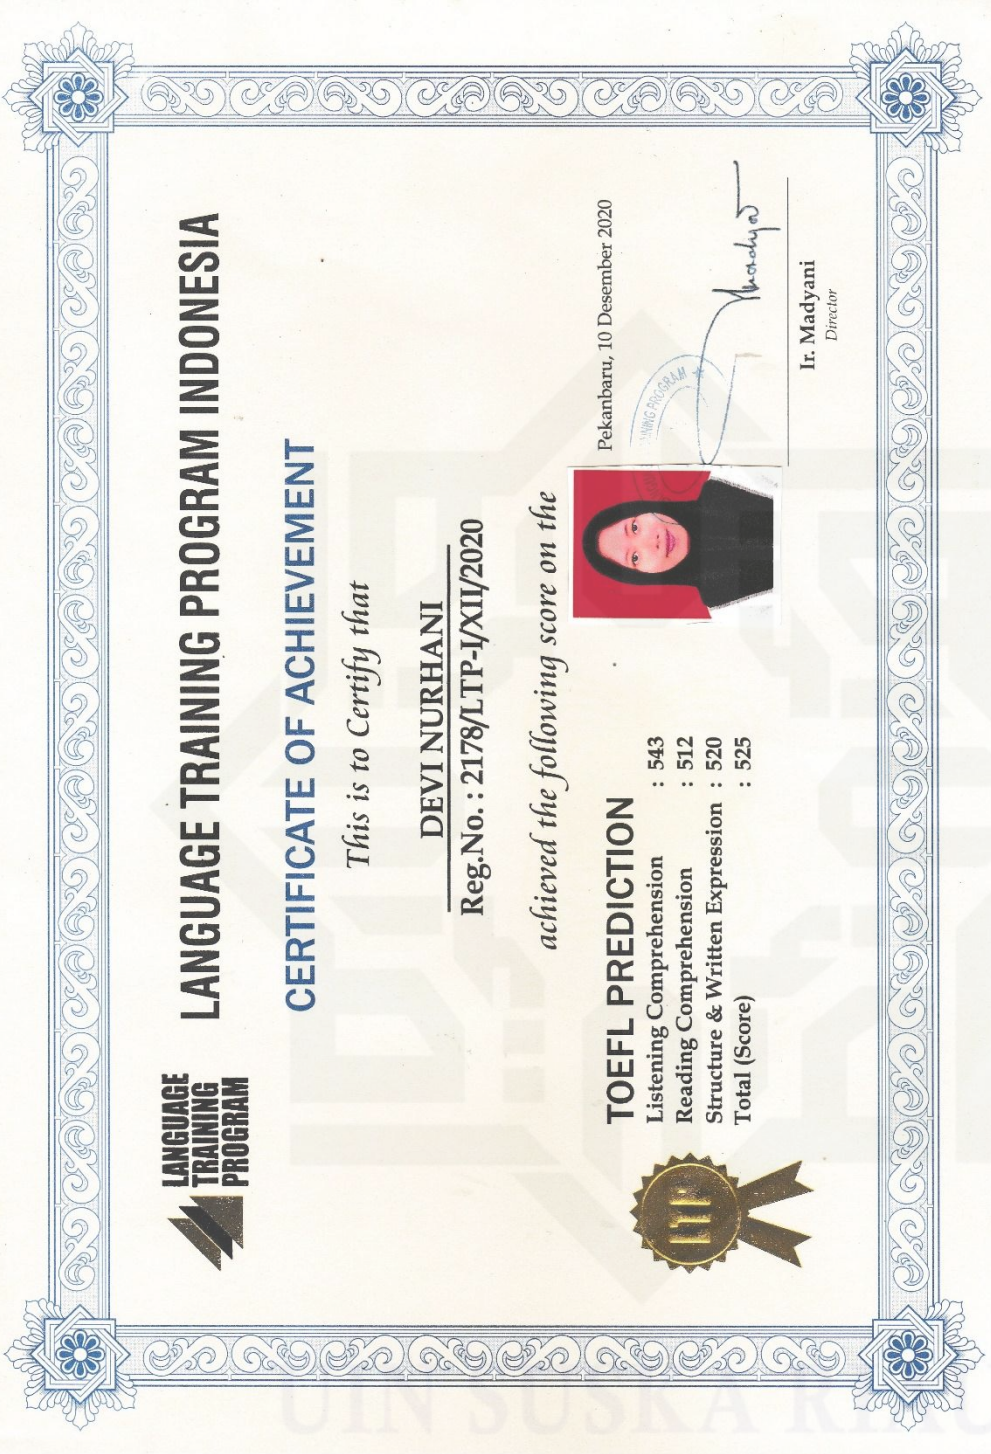 LANGUAGE
TRAINING
PROGRAM
LANGUAGE TRAINING PROGRAM INDONESIA
CERTIFICATE OF ACHIEVEMENT
This is to Certify that
DEVI NURHANI
Reg.No. : 2178/LTP-I/XII/2020
achieved the following score on the
TOEFL PREDICTION
Listening Comprehension : 543
Reading Comprehension : 512
Structure & Written Expression : 520
Total (Score) : 525
LTP
Pekanbaru, 10 Desember 2020
PROGRAM
Ir. Madyani
Director
UIN SUSKA RIAU